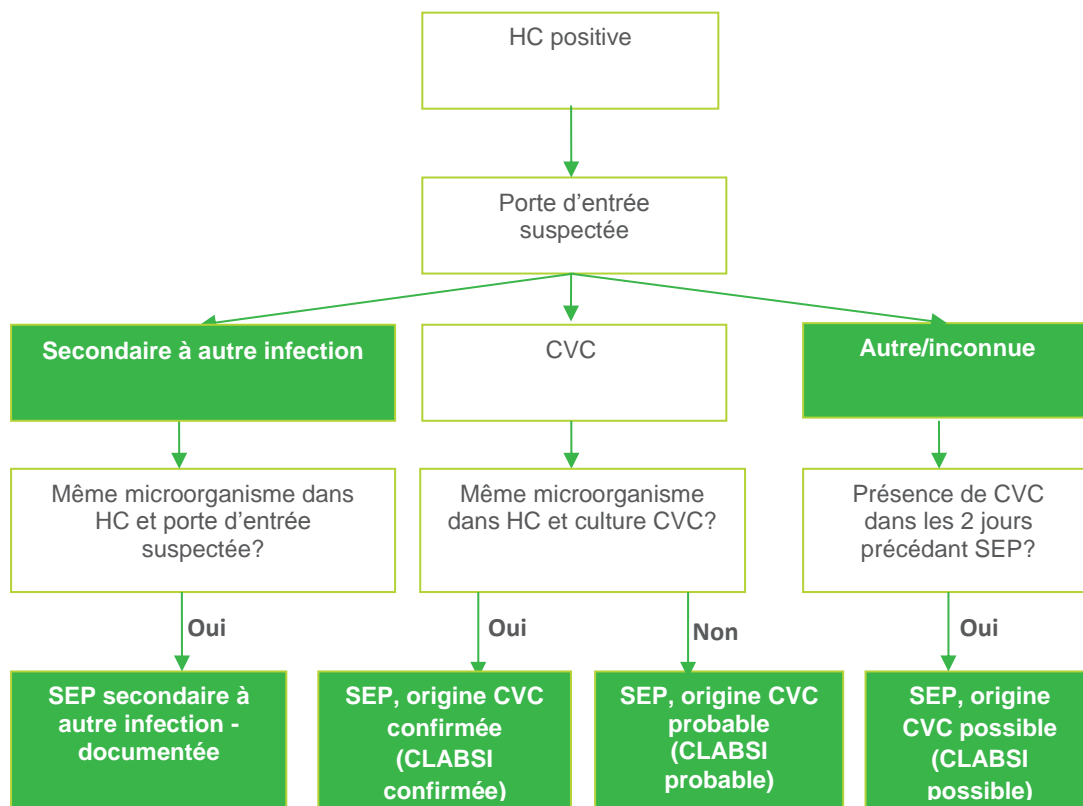 HC positive
Porte d'entrée
suspectée
Secondaire à autre infection
CVC
Autre/inconnue
Même microorganisme dans
HC et porte d'entrée
suspectée?
Même microorganisme
dans HC et culture CVC?
Présence de CVC
dans les 2 jours
précédant SEP?
Oui
Oui
Non
Oui
SEP secondaire à
autre infection -
documentée
SEP, origine CVC
confirmée
(CLABSI
confirmée)
SEP, origine CVC
probable
(CLABSI
probable)
SEP, origine
CVC possible
(CLABSI
possible)